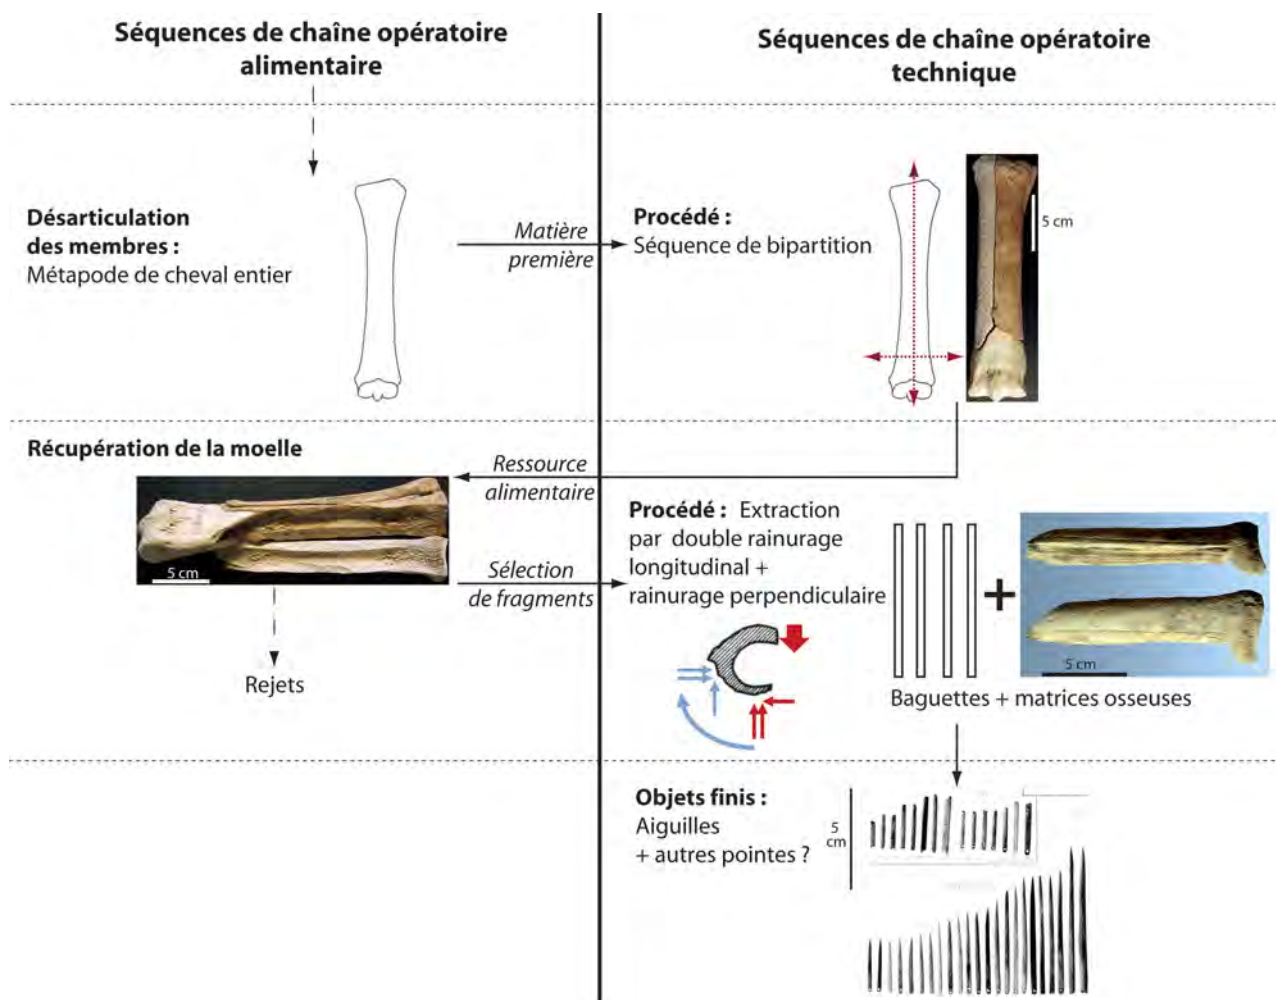 Séquences de chaîne opératoire
alimentaire
Séquences de chaîne opératoire
technique
Désarticulation
des membres :
Métapode de cheval entier
Matière
première
Procédé :
Séquence de bipartition
5 cm
Récupération de la moelle
5 cm
Rejets
Ressource
alimentaire
Sélection
de fragments
Procédé : Extraction
par double rainurage
longitudinal +
rainurage perpendiculaire
+
5 cm
Baguettes + matrices osseuses
Objets finis :
Aiguilles
+ autres pointes ?
5
cm